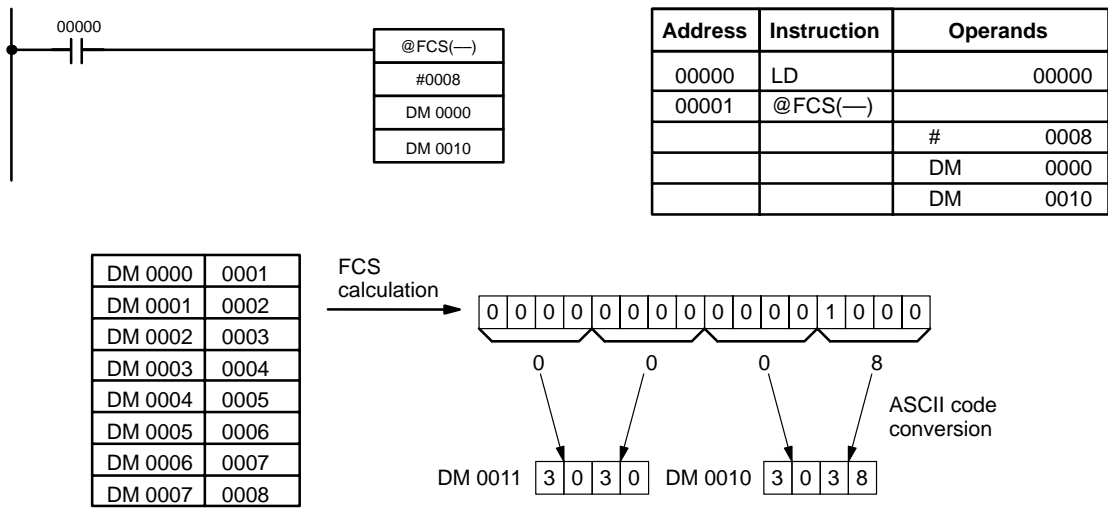 00000
@FCS(—)
#0008
DM 0000
DM 0010
Address Instruction Operands
00000 LD 00000
00001 @FCS(—)
# 0008
DM 0000
DM 0010
DM 0000 0001
DM 0001 0002
DM 0002 0003
DM 0003 0004
DM 0004 0005
DM 0005 0006
DM 0006 0007
DM 0007 0008
FCS
calculation
0 0 0 0 0 0 0 0 0 0 0 0 1 0 0 0
0 0 0 8
ASCII code
conversion
DM 0011 3 0 3 0 DM 0010 3 0 3 8